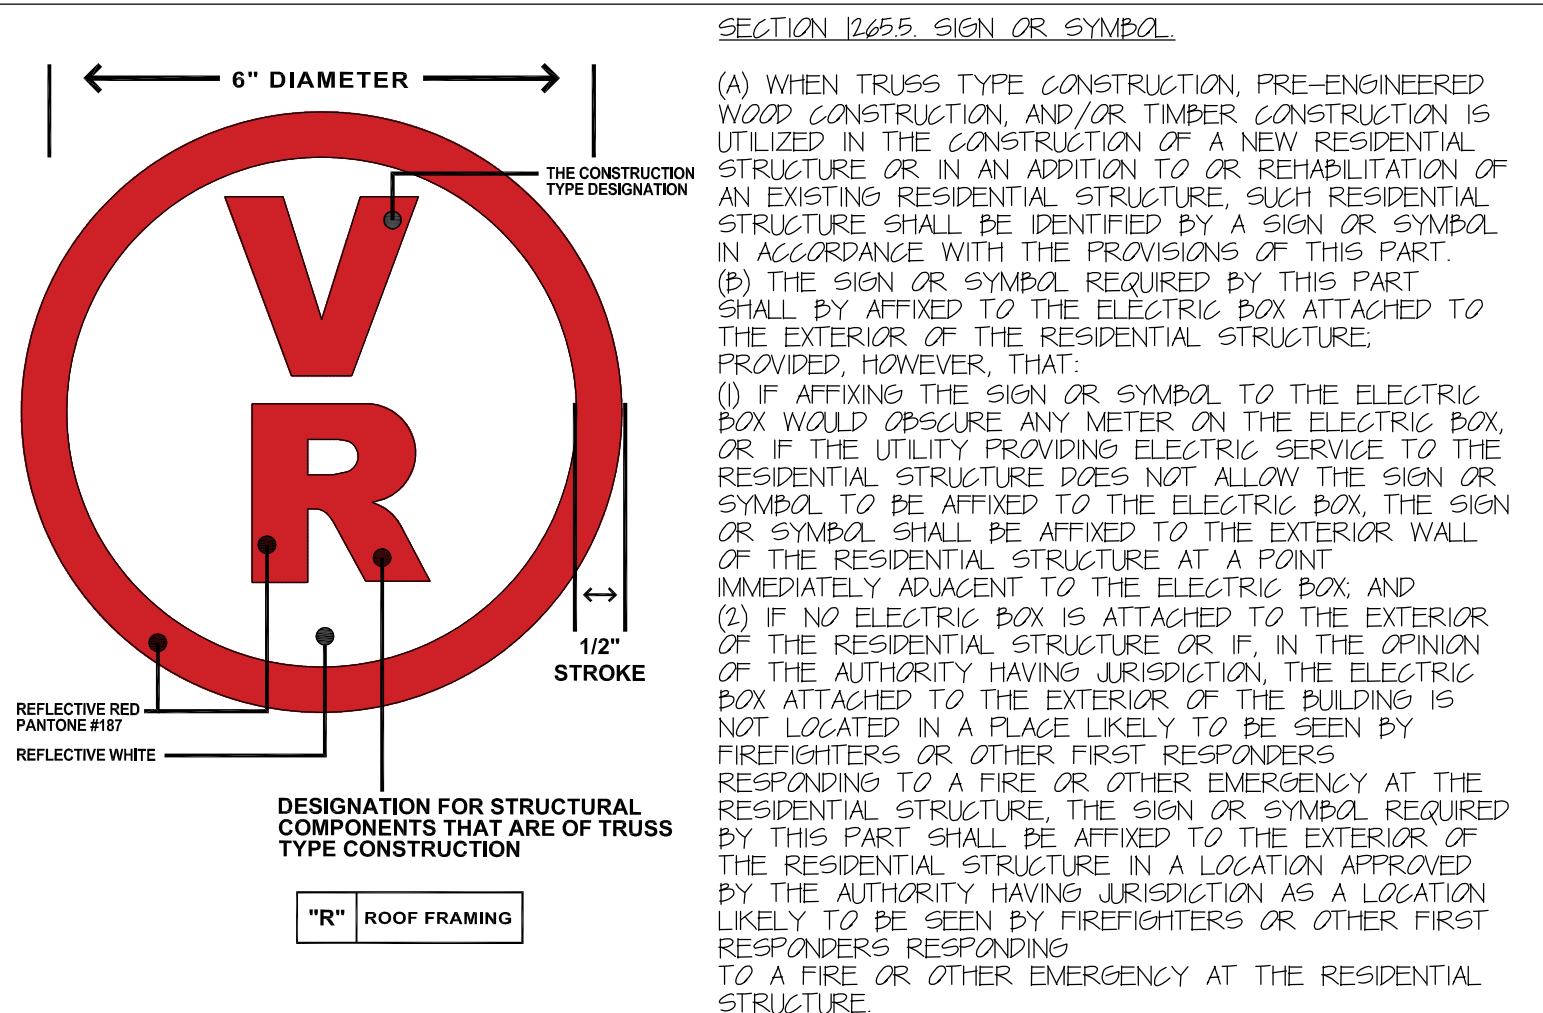 6" DIAMETER
THE CONSTRUCTION
TYPE DESIGNATION
V
R
1/2"
STROKE
REFLECTIVE RED
PANTONE #187
REFLECTIVE WHITE
DESIGNATION FOR STRUCTURAL
COMPONENTS THAT ARE OF TRUSS
TYPE CONSTRUCTION
"R" ROOF FRAMING
SECTION 1265.5. SIGN OR SYMBOL.
(A) WHEN TRUSS TYPE CONSTRUCTION, PRE-ENGINEERED
WOOD CONSTRUCTION, AND/OR TIMBER CONSTRUCTION IS
UTILIZED IN THE CONSTRUCTION OF A NEW RESIDENTIAL
STRUCTURE OR IN AN ADDITION TO OR REHABILITATION OF
AN EXISTING RESIDENTIAL STRUCTURE, SUCH RESIDENTIAL
STRUCTURE SHALL BE IDENTIFIED BY A SIGN OR SYMBOL
IN ACCORDANCE WITH THE PROVISIONS OF THIS PART.
(B) THE SIGN OR SYMBOL REQUIRED BY THIS PART
SHALL BY AFFIXED TO THE ELECTRIC BOX ATTACHED TO
THE EXTERIOR OF THE RESIDENTIAL STRUCTURE;
PROVIDED, HOWEVER, THAT:
(1) IF AFFIXING THE SIGN OR SYMBOL TO THE ELECTRIC
BOX WOULD OBSCURE ANY METER ON THE ELECTRIC BOX,
OR IF THE UTILITY PROVIDING ELECTRIC SERVICE TO THE
RESIDENTIAL STRUCTURE DOES NOT ALLOW THE SIGN OR
SYMBOL TO BE AFFIXED TO THE ELECTRIC BOX, THE SIGN
OR SYMBOL SHALL BE AFFIXED TO THE EXTERIOR WALL
OF THE RESIDENTIAL STRUCTURE AT A POINT
IMMEDIATELY ADJACENT TO THE ELECTRIC BOX; AND
(2) IF NO ELECTRIC BOX IS ATTACHED TO THE EXTERIOR
OF THE RESIDENTIAL STRUCTURE OR IF, IN THE OPINION
OF THE AUTHORITY HAVING JURISDICTION, THE ELECTRIC
BOX ATTACHED TO THE EXTERIOR OF THE BUILDING IS
NOT LOCATED IN A PLACE LIKELY TO BE SEEN BY
FIREFIGHTERS OR OTHER FIRST RESPONDERS
RESPONDING TO A FIRE OR OTHER EMERGENCY AT THE
RESIDENTIAL STRUCTURE, THE SIGN OR SYMBOL REQUIRED
BY THIS PART SHALL BE AFFIXED TO THE EXTERIOR OF
THE RESIDENTIAL STRUCTURE IN A LOCATION APPROVED
BY THE AUTHORITY HAVING JURISDICTION AS A LOCATION
LIKELY TO BE SEEN BY FIREFIGHTERS OR OTHER FIRST
RESPONDERS RESPONDING
TO A FIRE OR OTHER EMERGENCY AT THE RESIDENTIAL
STRUCTURE.